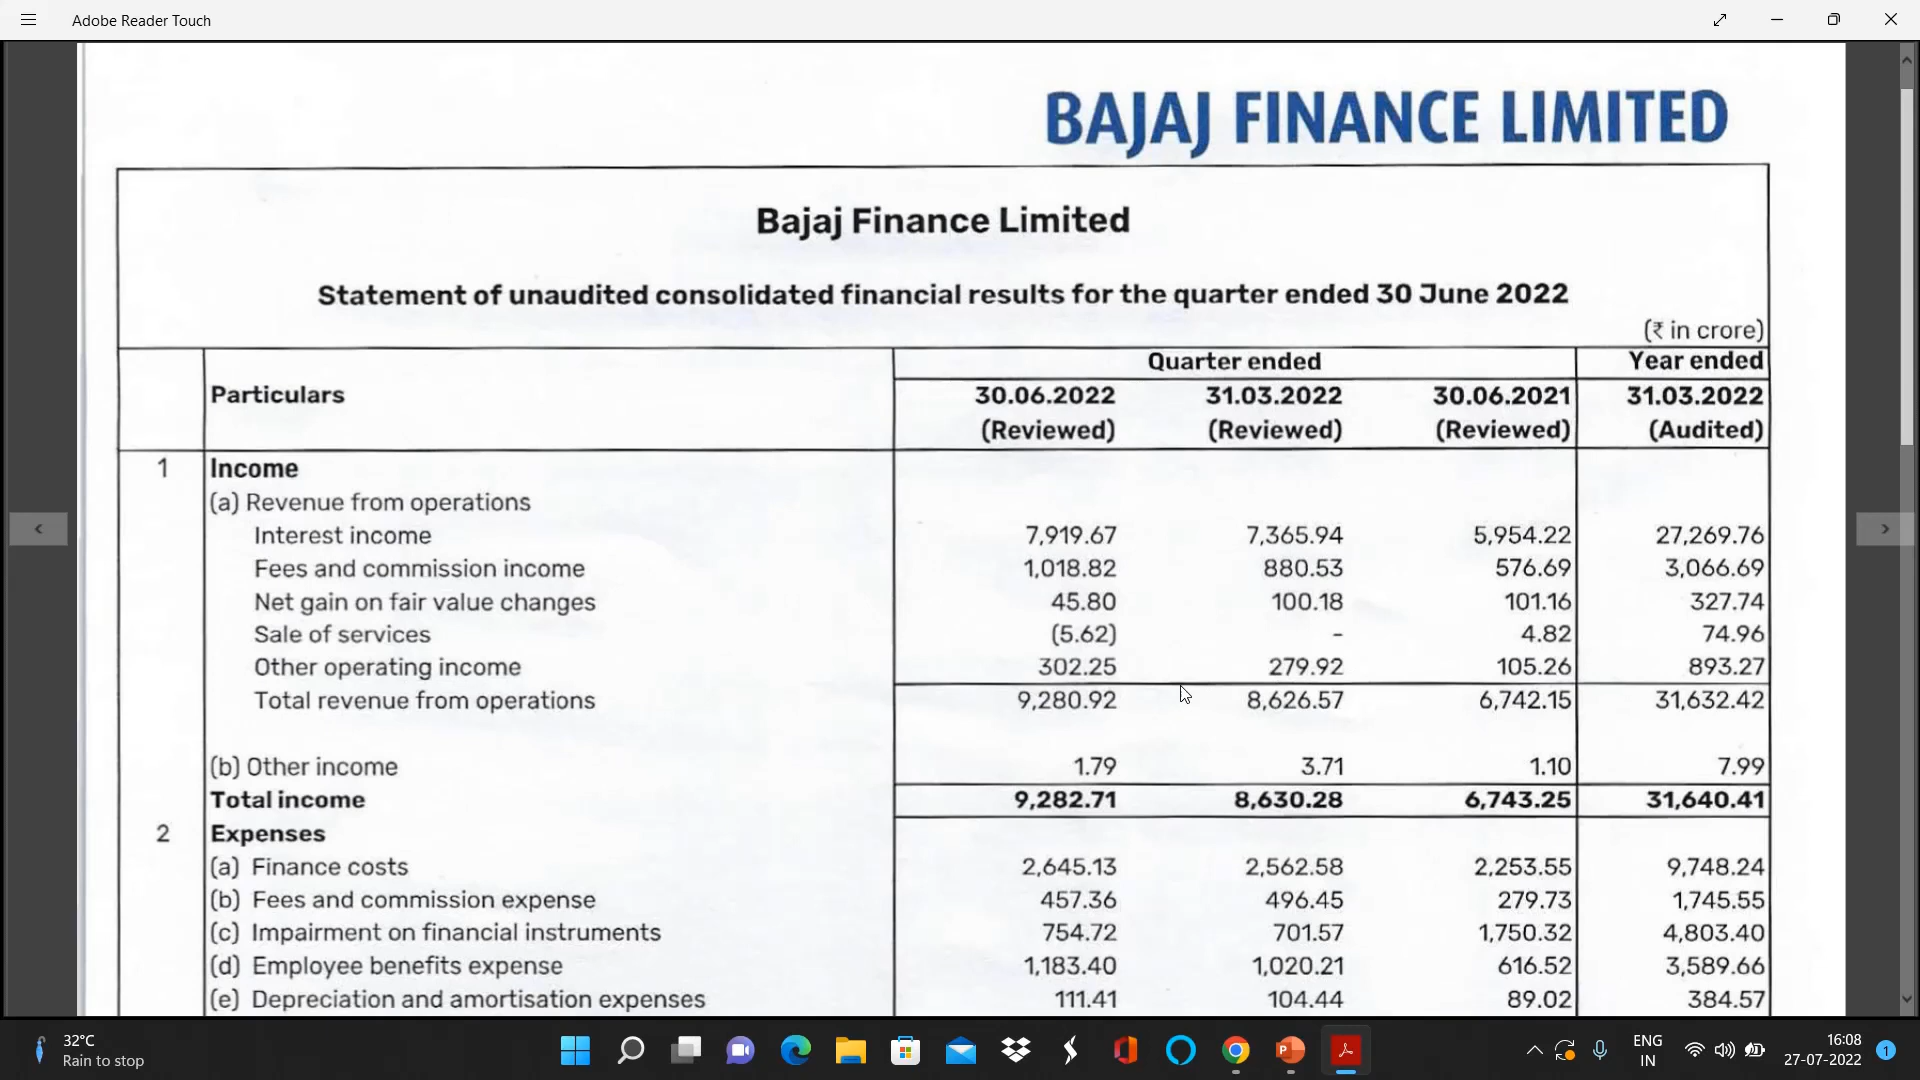 Adobe Reader Touch
BAJAJ FINANCE LIMITED
Bajaj Finance Limited
Statement of unaudited consolidated financial results for the quarter ended 30 June 2022
(₹ in crore)
Particulars Quarter ended Year ended
30.06.2022 31.03.2022 30.06.2021 31.03.2022
(Reviewed) (Reviewed) (Reviewed) (Audited)
1 Income
(a) Revenue from operations
Interest income 7,919.67 7,365.94 5,954.22 27,269.76
Fees and commission income 1,018.82 880.53 576.69 3,066.69
Net gain on fair value changes 45.80 100.18 101.16 327.74
Sale of services (5.62) - 4.82 74.96
Other operating income 302.25 279.92 105.26 893.27
Total revenue from operations 9,280.92 8,626.57 6,742.15 31,632.42
(b) Other income 1.79 3.71 1.10 7.99
Total income 9,282.71 8,630.28 6,743.25 31,640.41
2 Expenses
(a) Finance costs 2,645.13 2,562.58 2,253.55 9,748.24
(b) Fees and commission expense 457.36 496.45 279.73 1,745.55
(c) Impairment on financial instruments 754.72 701.57 1,750.32 4,803.40
(d) Employee benefits expense 1,183.40 1,020.21 616.52 3,589.66
(e) Depreciation and amortisation expenses 111.41 104.44 89.02 384.57
32°C
Rain to stop
ENG
IN
16:08
27-07-2022
1